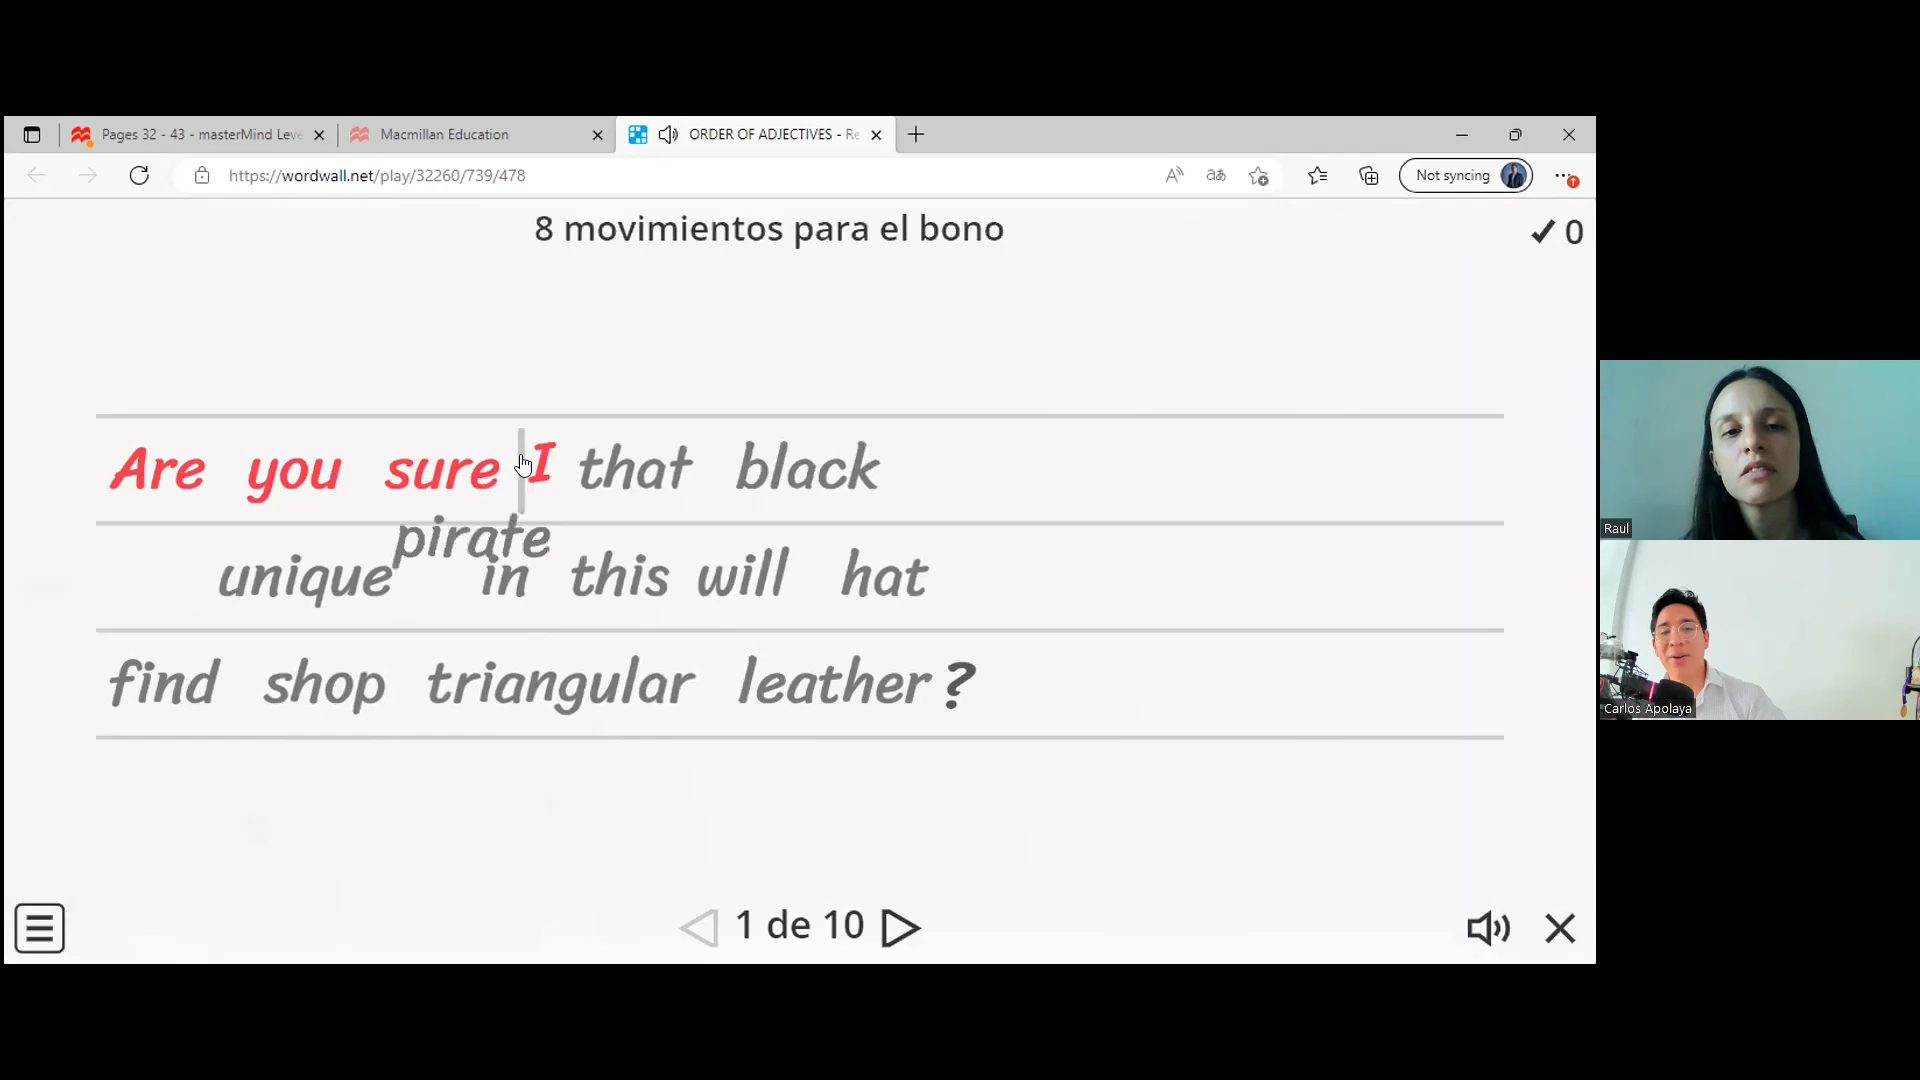 Pages 32 - 43 - masterMind Leve
Macmillan Education
ORDER OF ADJECTIVES - Re
https://wordwall.net/play/32260/739/478
Not syncing
8 movimientos para el bono
0
Are you sure I that black
pirate
unique in this will hat
find shop triangular leather ?
1 de 10
Raul
Carlos Apolaya